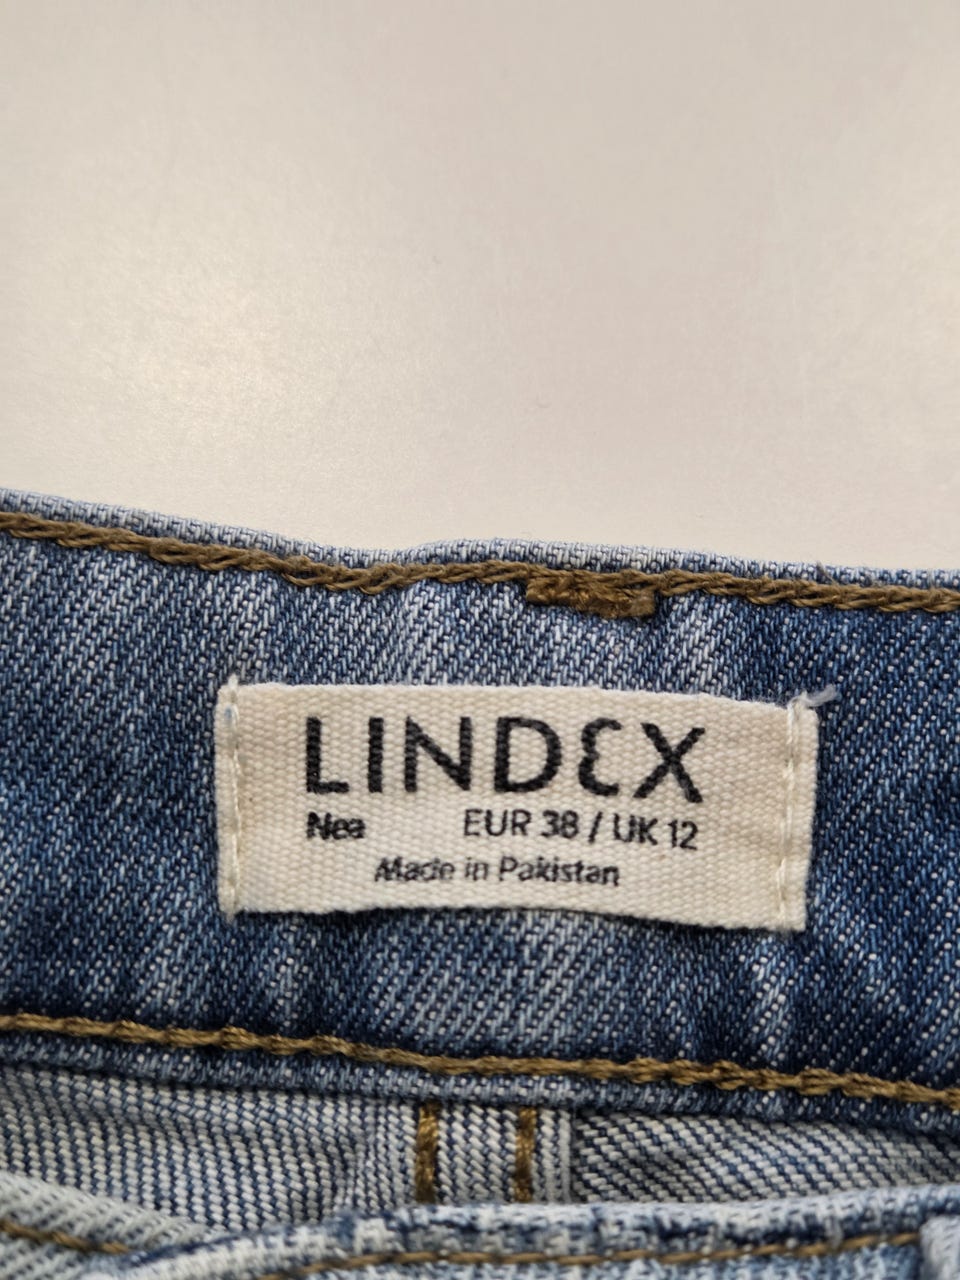 LINDEX
Nea EUR 38 / UK 12
Made in Pakistan